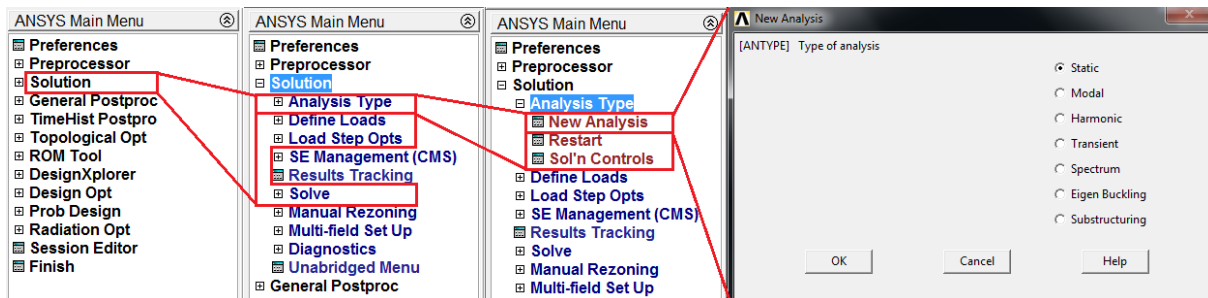 ANSYS Main Menu
Preferences
Preprocessor
Solution
General Postproc
TimeHist Postpro
Topological Opt
ROM Tool
DesignXplorer
Design Opt
Prob Design
Radiation Opt
Session Editor
Finish
ANSYS Main Menu
Preferences
Preprocessor
Solution
Analysis Type
Define Loads
Load Step Opts
SE Management (CMS)
Results Tracking
Solve
Manual Rezoning
Multi-field Set Up
Diagnostics
Unabridged Menu
General Postproc
ANSYS Main Menu
Preferences
Preprocessor
Solution
Analysis Type
New Analysis
Restart
Sol'n Controls
Define Loads
Load Step Opts
SE Management (CMS)
Results Tracking
Solve
Manual Rezoning
Multi-field Set Up
New Analysis
[ANTYPE] Type of analysis
Static
Modal
Harmonic
Transient
Spectrum
Eigen Buckling
Substructuring
OK Cancel Help